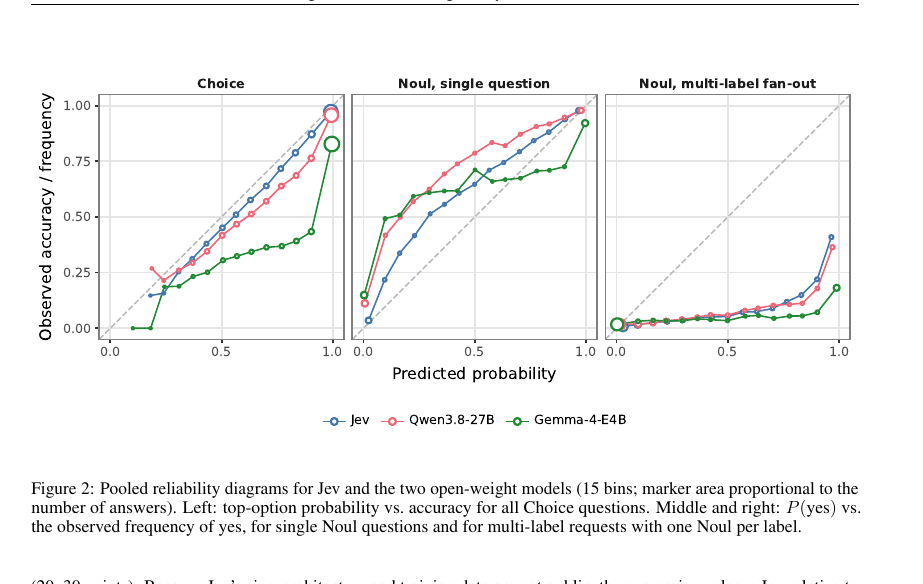 Choice
Noul, single question
Noul, multi-label fan-out
Observed accuracy / frequency
1.00
0.75
0.50
0.25
0.00
0.0 0.5 1.0
0.0 0.5 1.0
0.0 0.5 1.0
Predicted probability
Jev Qwen3.8-27B Gemma-4-E4B
Figure 2: Pooled reliability diagrams for Jev and the two open-weight models (15 bins; marker area proportional to the
number of answers). Left: top-option probability vs. accuracy for all Choice questions. Middle and right: P(yes) vs.
the observed frequency of yes, for single Noul questions and for multi-label requests with one Noul per label.